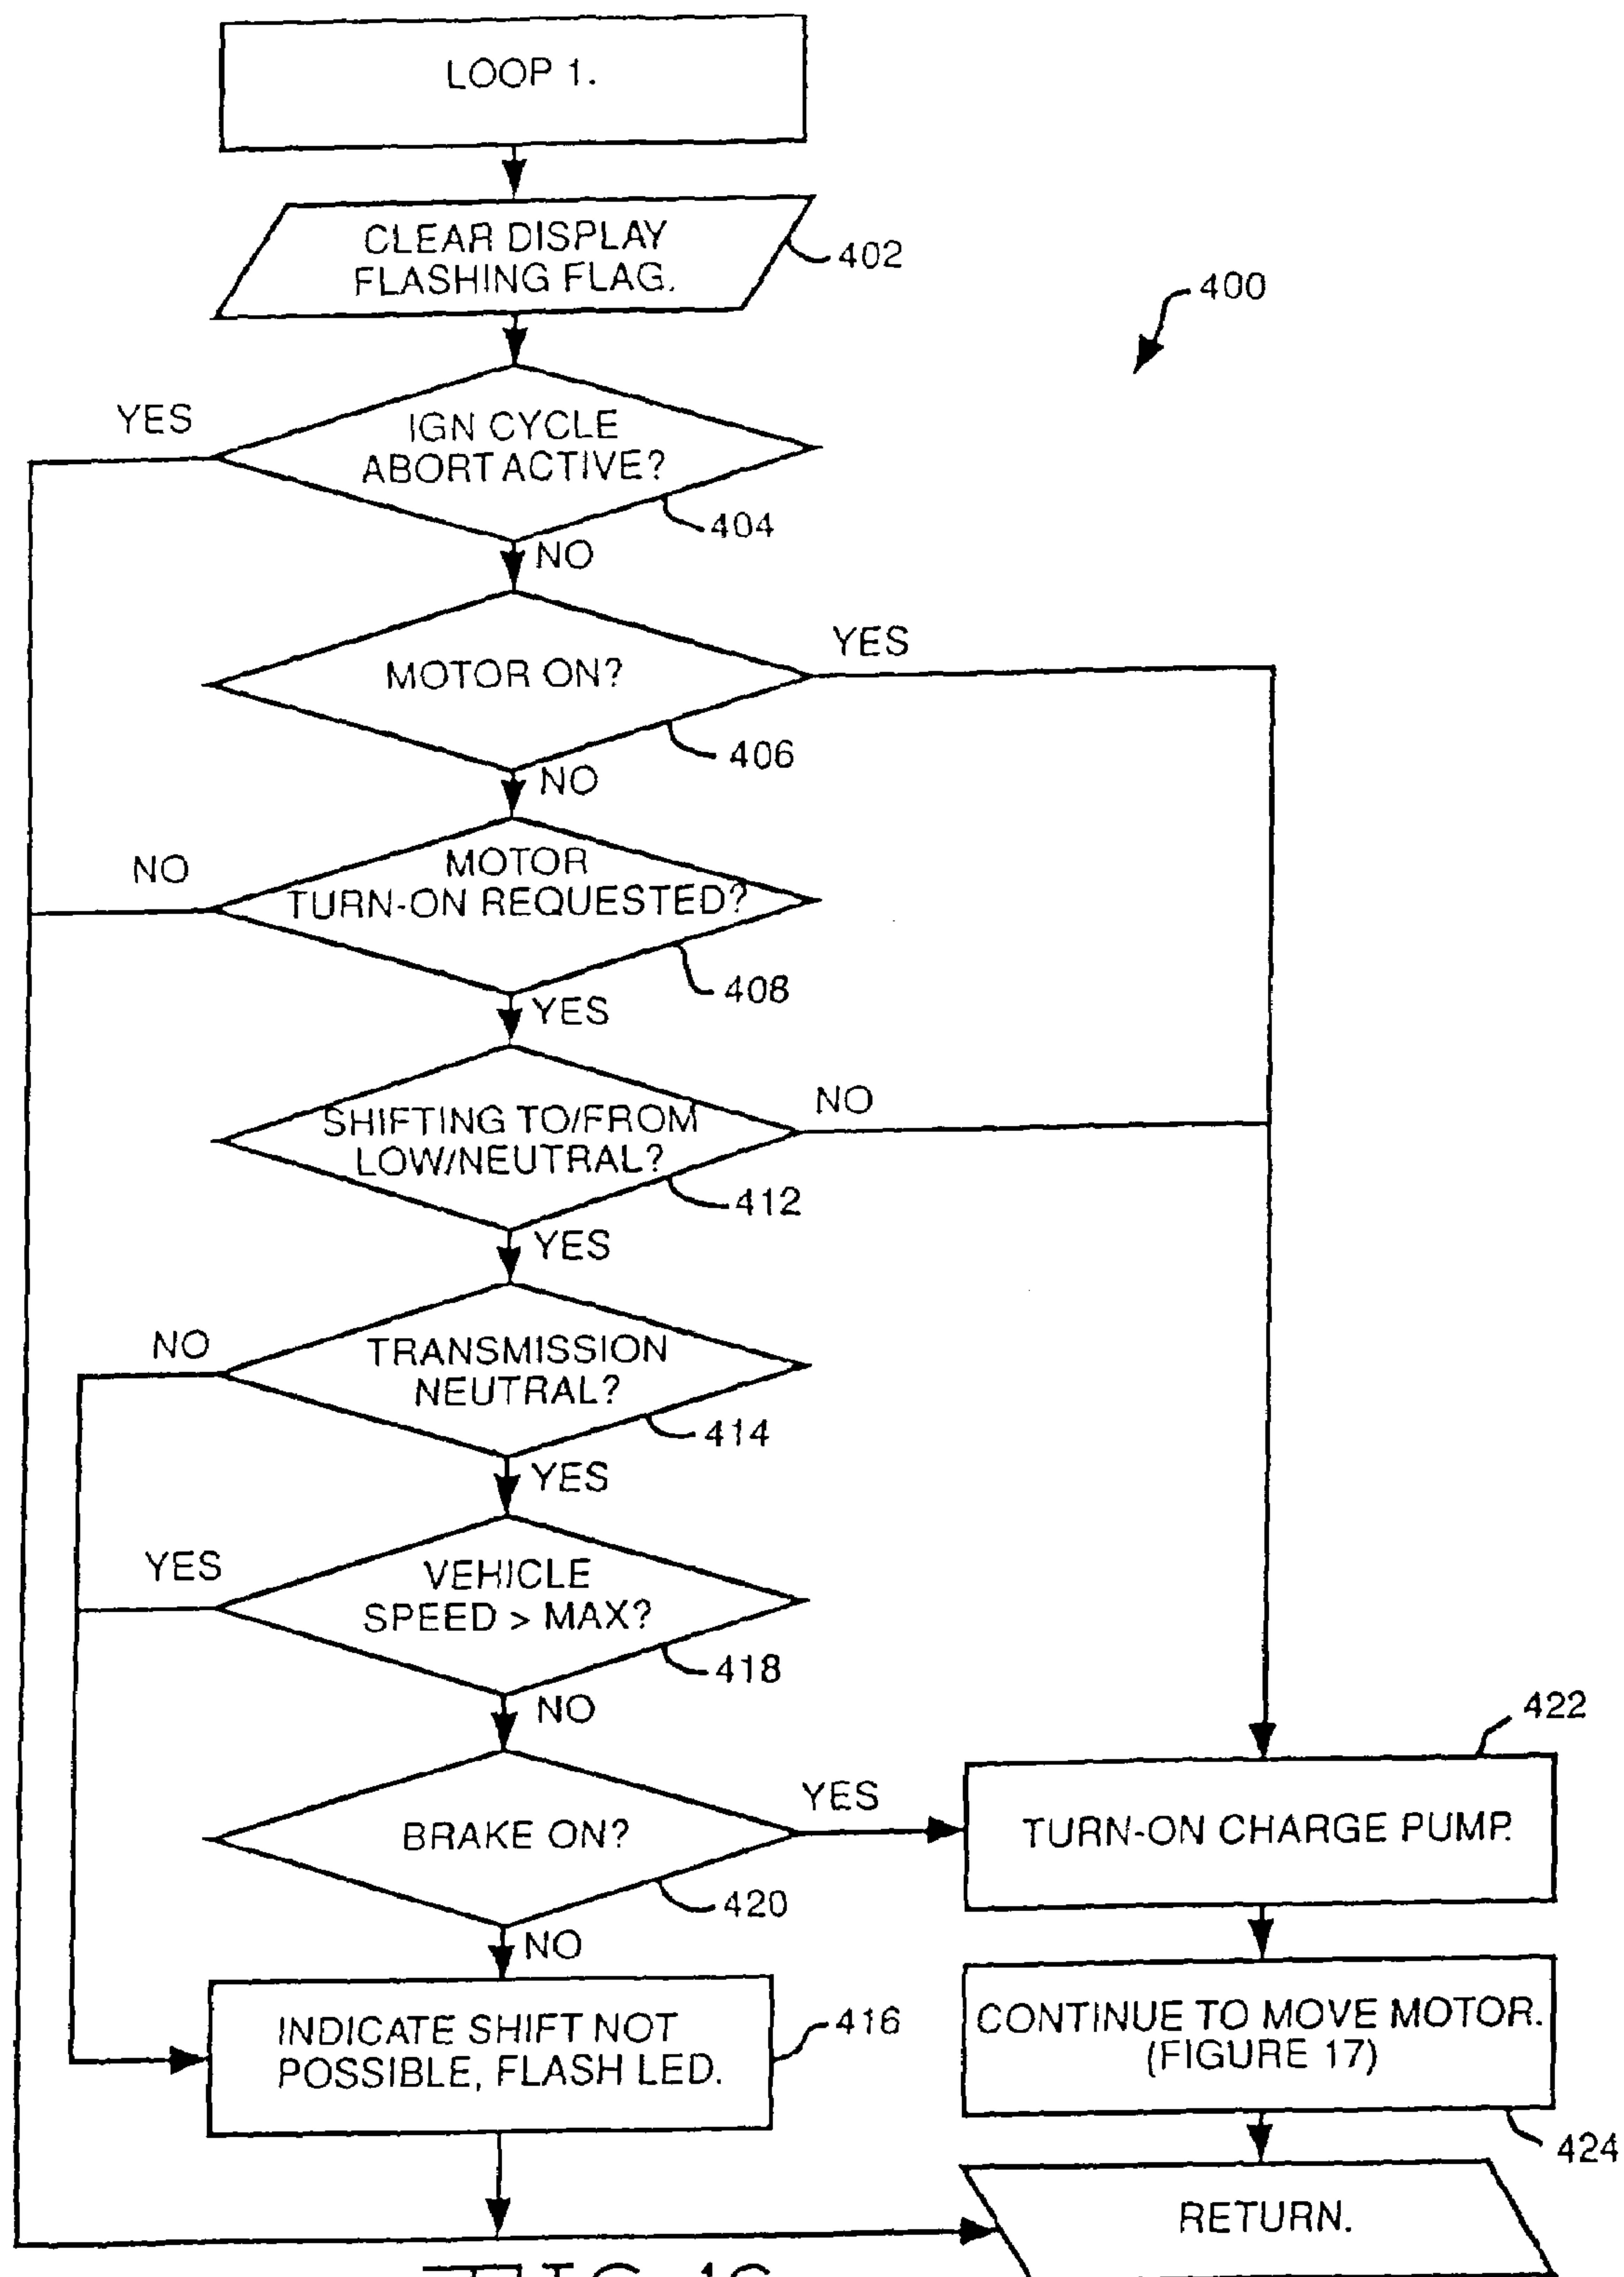 LOOP 1.
CLEAR DISPLAY
FLASHING FLAG.
402
400
YES
IGN CYCLE
ABORT ACTIVE?
404
NO
YES
MOTOR ON?
406
NO
NO
MOTOR
TURN-ON REQUESTED?
408
YES
NO
SHIFTING TO/FROM
LOW/NEUTRAL?
412
YES
NO
TRANSMISSION
NEUTRAL?
414
YES
YES
VEHICLE
SPEED > MAX?
418
NO
422
YES
BRAKE ON?
TURN-ON CHARGE PUMP.
420
NO
INDICATE SHIFT NOT
POSSIBLE, FLASH LED.
416
CONTINUE TO MOVE MOTOR.
(FIGURE 17)
424
RETURN.